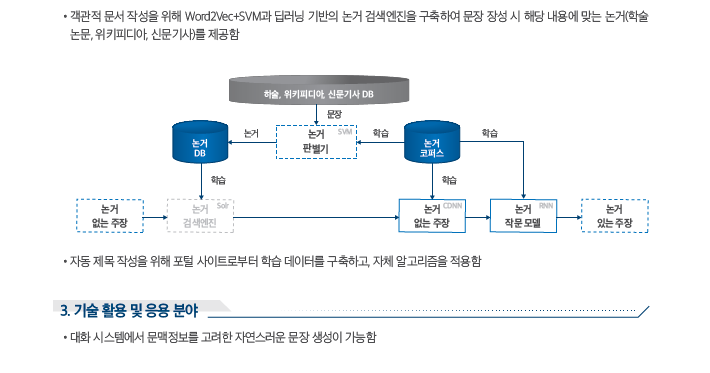 • 객관적 문서 작성을 위해 Word2Vec+SVM과 딥러닝 기반의 논거 검색엔진을 구축하여 문장 장성 시 해당 내용에 맞는 논거(학술
논문, 위키피디아, 신문기사)를 제공함
하술, 위키피디아, 신문기사 DB
문장
논거
DB
논거
논거
판별기
SVM
학습
논거
코퍼스
학습
학습
학습
논거
없는 주장
논거
검색엔진
Solr
논거
없는 주장
CDNN
논거
작문 모델
RNN
논거
있는 주장
• 자동 제목 작성을 위해 포털 사이트로부터 학습 데이터를 구축하고, 자체 알고리즘을 적용함
3. 기술 활용 및 응용 분야
• 대화 시스템에서 문맥정보를 고려한 자연스러운 문장 생성이 가능함